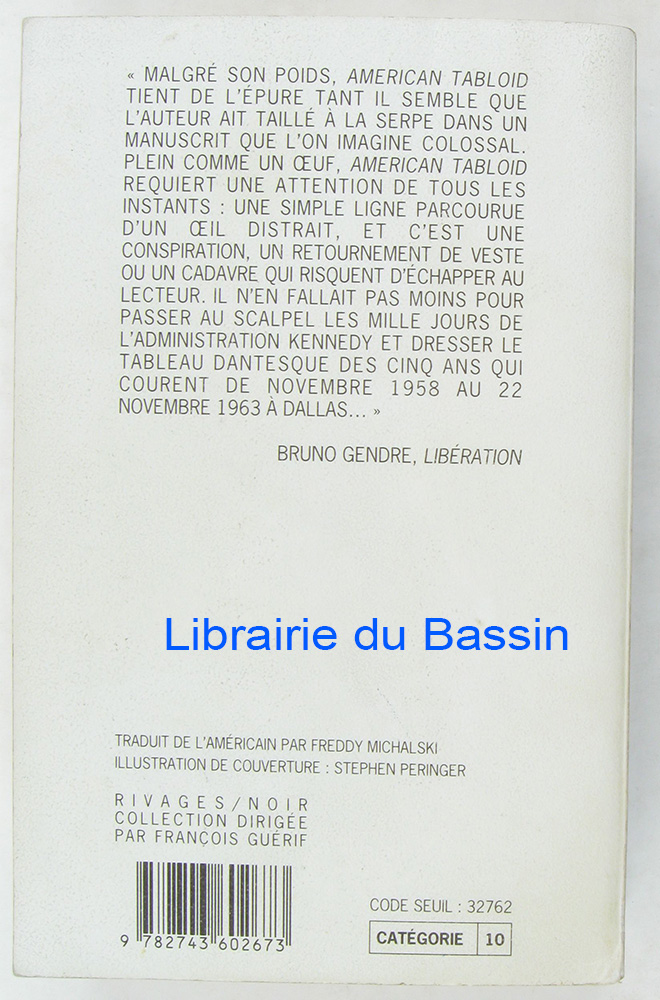 « MALGRÉ SON POIDS, AMERICAN TABLOID
TIENT DE L'ÉPURE TANT IL SEMBLE QUE
L'AUTEUR AIT TAILLÉ À LA SERPE DANS UN
MANUSCRIT QUE L'ON IMAGINE COLOSSAL.
PLEIN COMME UN ŒUF, AMERICAN TABLOID
REQUIERT UNE ATTENTION DE TOUS LES
INSTANTS : UNE SIMPLE LIGNE PARCOURUE
D'UN ŒIL DISTRAIT, ET C'EST UNE
CONSPIRATION, UN RETOURNEMENT DE VESTE
OU UN CADAVRE QUI RISQUENT D'ÉCHAPPER AU
LECTEUR. IL N'EN FALLAIT PAS MOINS POUR
PASSER AU SCALPEL LES MILLE JOURS DE
L'ADMINISTRATION KENNEDY ET DRESSER LE
TABLEAU DANTESQUE DES CINQ ANS QUI
COURENT DE NOVEMBRE 1958 AU 22
NOVEMBRE 1963 À DALLAS... »
BRUNO GENDRE, LIBÉRATION
Librairie du Bassin
TRADUIT DE L'AMÉRICAIN PAR FREDDY MICHALSKI
ILLUSTRATION DE COUVERTURE : STEPHEN PERINGER
RIVAGES/NOIR
COLLECTION DIRIGÉE
PAR FRANÇOIS GUÉRIF
9 782743 602673
CODE SEUIL : 32762
CATÉGORIE 10